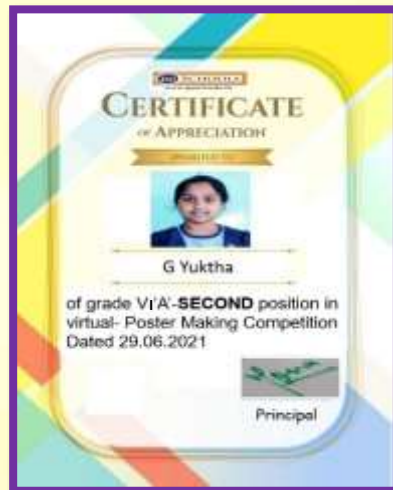 SCHOOLS
CERTIFICATE
OF APPRECIATION
G Yuktha
of grade VI'A'-SECOND position in
virtual- Poster Making Competition
Dated 29.06.2021
Principal